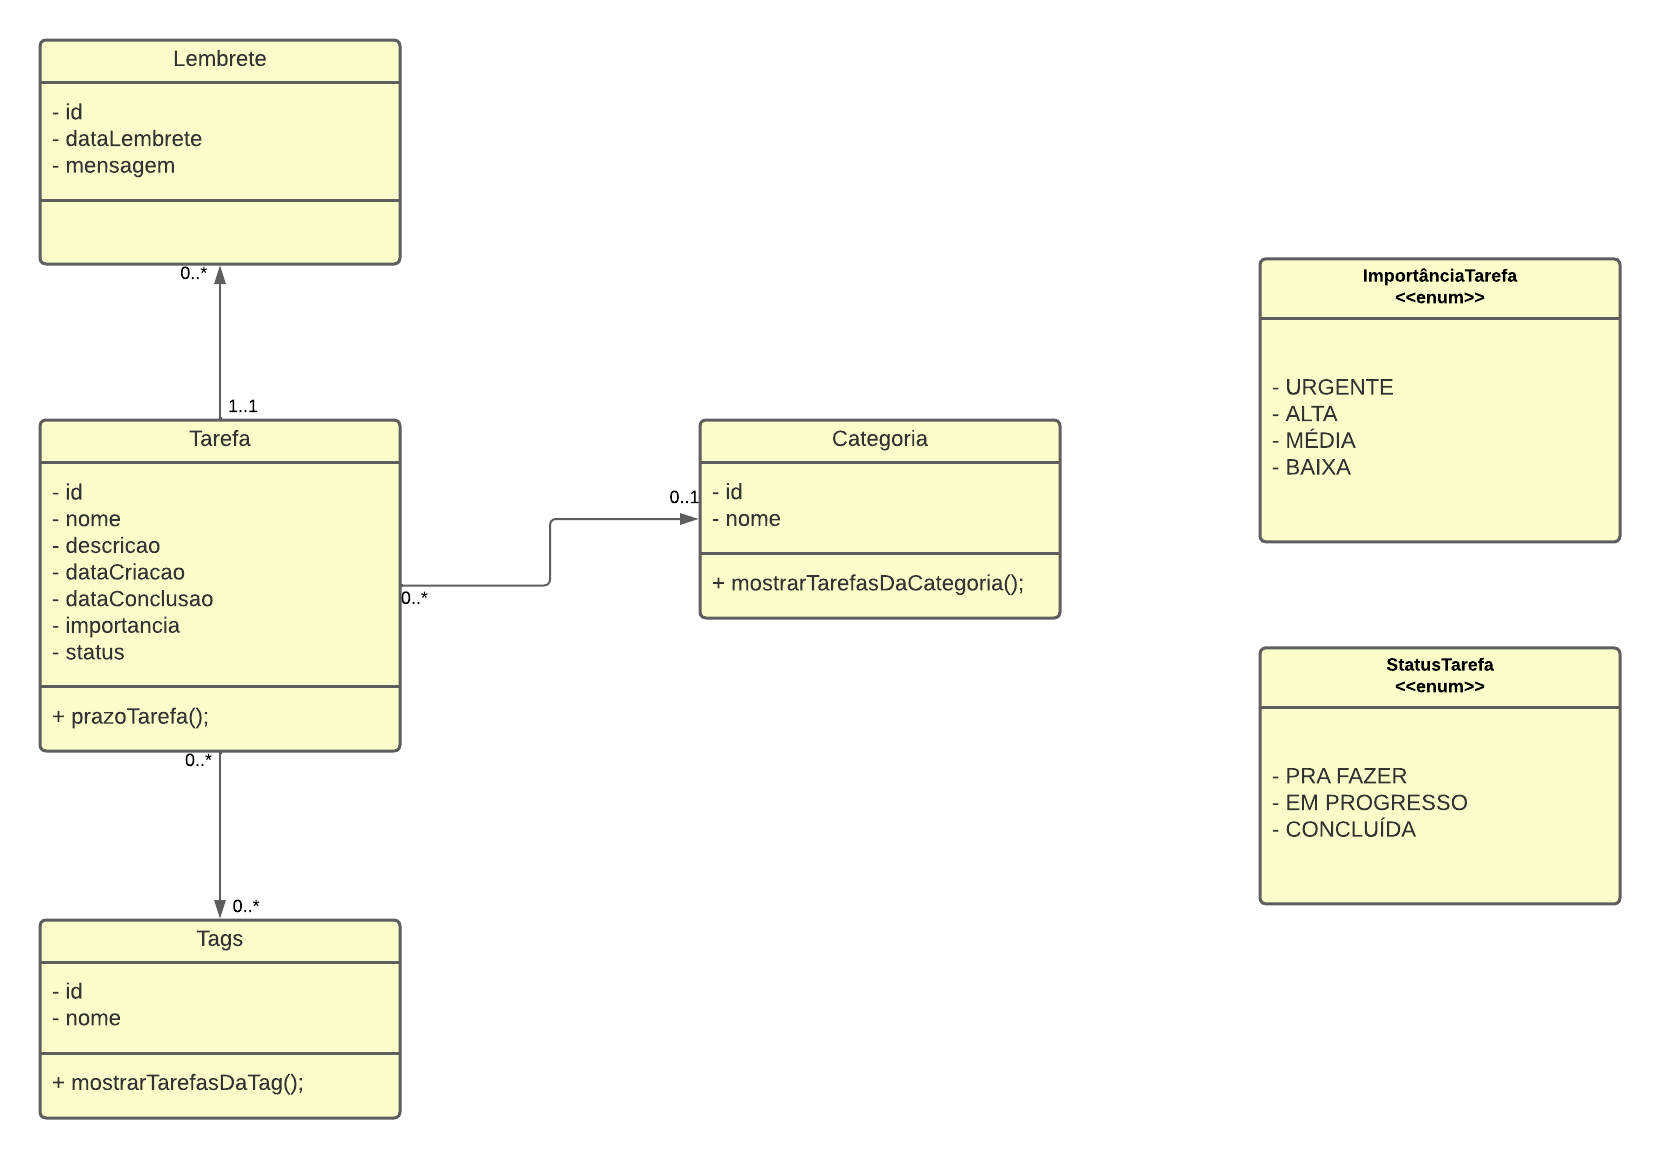 Lembrete
- id
- dataLembrete
- mensagem
0..*
1..1
Tarefa
- id
- nome
- descricao
- dataCriacao
- dataConclusao
- importancia
- status
+ prazoTarefa();
0..*
0..*
0..1
Categoria
- id
- nome
+ mostrarTarefasDaCategoria();
0..*
Tags
- id
- nome
+ mostrarTarefasDaTag();
ImportânciaTarefa
<<enum>>
- URGENTE
- ALTA
- MÉDIA
- BAIXA
StatusTarefa
<<enum>>
- PRA FAZER
- EM PROGRESSO
- CONCLUÍDA